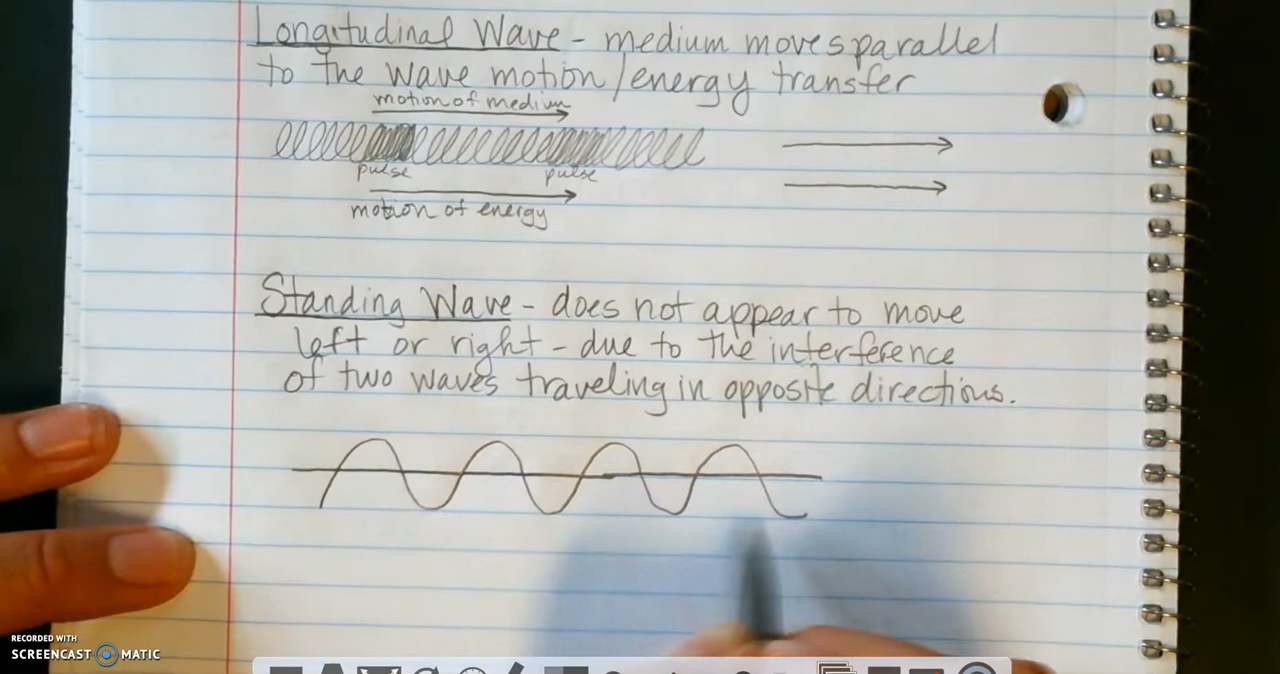 Longitudinal Wave - medium moves parallel
to the wave motion/energy transfer
motion of medium
pulse pulse
motion of energy
Standing Wave - does not appear to move
left or right - due to the interference
of two waves traveling in opposite directions.
RECORDED WITH
SCREENCAST MATIC